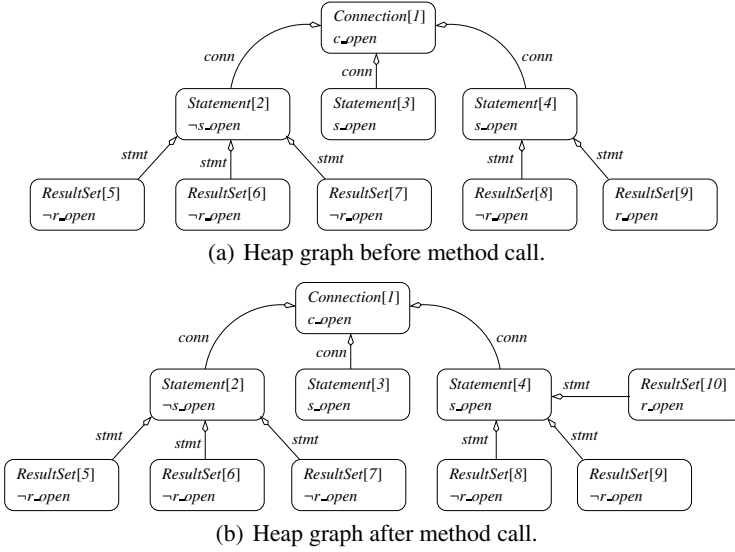 Connection[1]
c_open
conn
conn
conn
Statement[2]
¬s_open
Statement[3]
s_open
Statement[4]
s_open
stmt
stmt
stmt
stmt
stmt
ResultSet[5]
¬r_open
ResultSet[6]
¬r_open
ResultSet[7]
¬r_open
ResultSet[8]
¬r_open
ResultSet[9]
r_open
(a) Heap graph before method call.
Connection[1]
c_open
conn
conn
conn
Statement[2]
¬s_open
Statement[3]
s_open
Statement[4]
s_open
stmt
ResultSet[10]
r_open
stmt
stmt
stmt
stmt
stmt
ResultSet[5]
¬r_open
ResultSet[6]
¬r_open
ResultSet[7]
¬r_open
ResultSet[8]
¬r_open
ResultSet[9]
¬r_open
(b) Heap graph after method call.